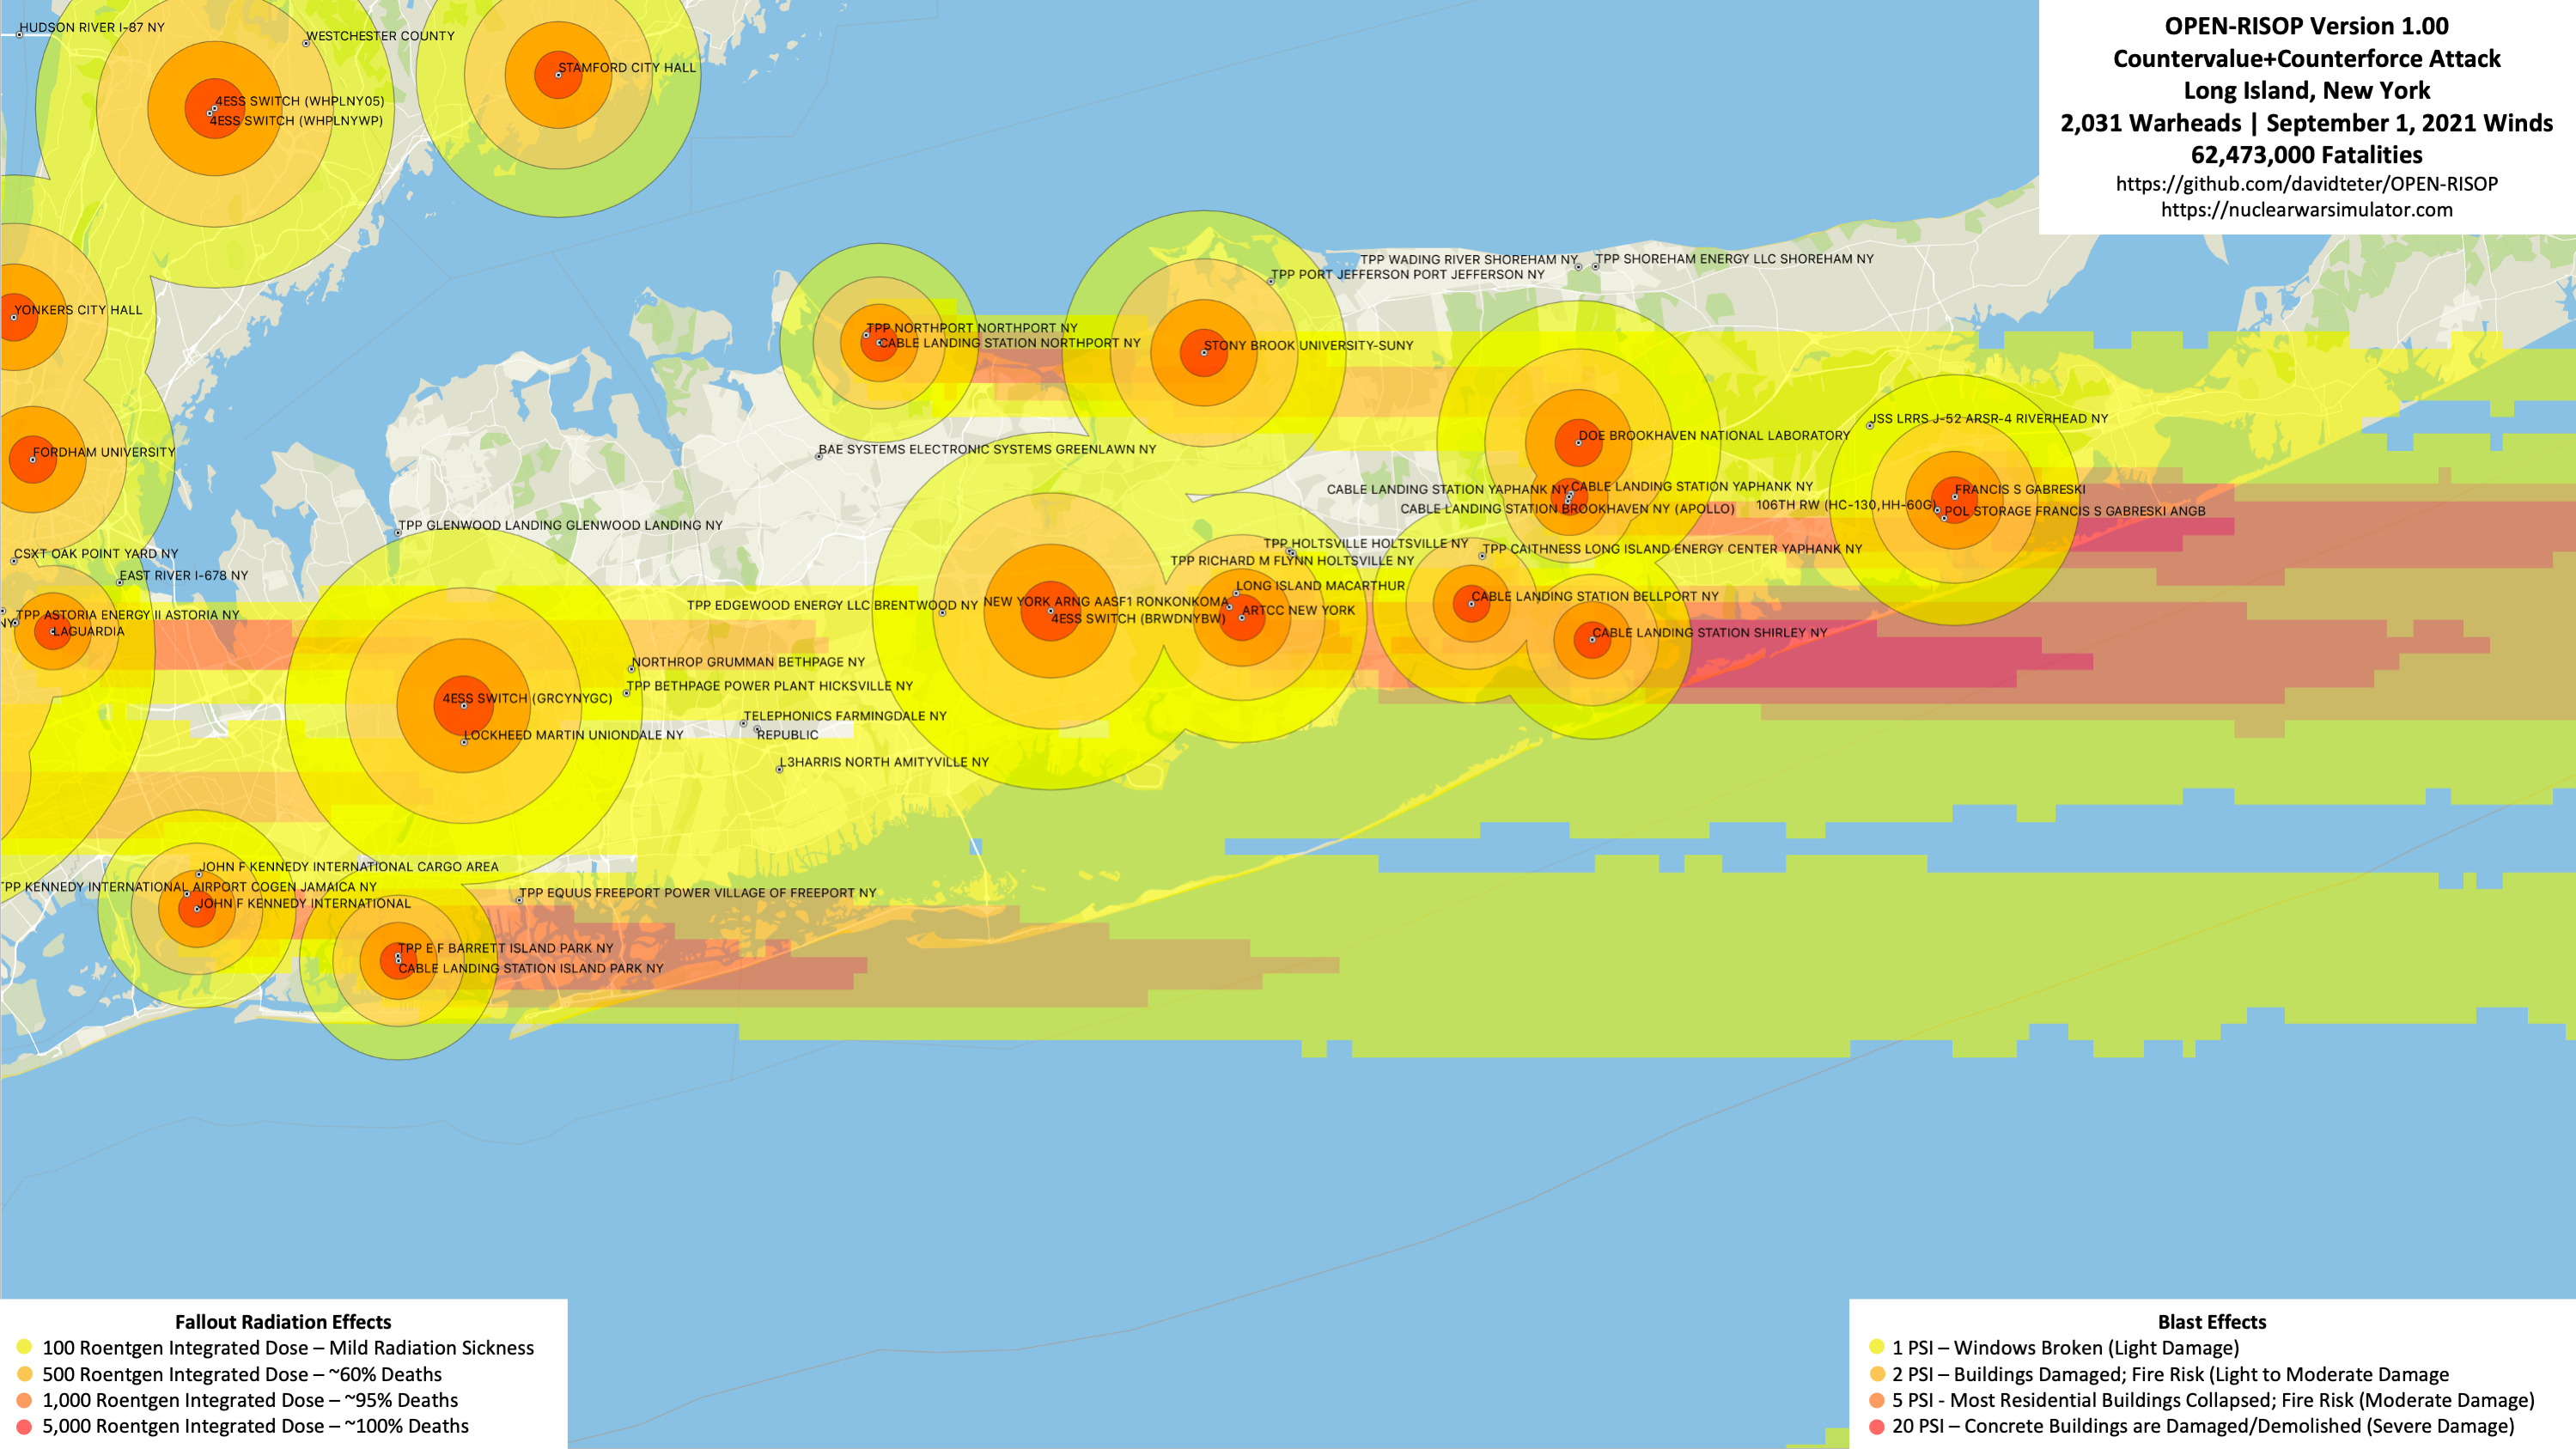 OPEN-RISOP Version 1.00
Countervalue+Counterforce Attack
Long Island, New York
2,031 Warheads | September 1, 2021 Winds
62,473,000 Fatalities
https://github.com/davidteter/OPEN-RISOP
https://nuclearwarsimulator.com
HUDSON RIVER I-87 NY
WESTCHESTER COUNTY
STAMFORD CITY HALL
4ESS SWITCH (WHPLNY05)
4ESS SWITCH (WHPLNYWP)
TPP WADING RIVER SHOREHAM NY
TPP SHOREHAM ENERGY LLC SHOREHAM NY
TPP PORT JEFFERSON PORT JEFFERSON NY
YONKERS CITY HALL
TPP NORTHPORT NORTHPORT NY
CABLE LANDING STATION NORTHPORT NY
STONY BROOK UNIVERSITY-SUNY
JSS LRRS J-52 ARSR-4 RIVERHEAD NY
DOE BROOKHAVEN NATIONAL LABORATORY
FORDHAM UNIVERSITY
BAE SYSTEMS ELECTRONIC SYSTEMS GREENLAWN NY
CABLE LANDING STATION YAPHANK NY
CABLE LANDING STATION YAPHANK NY
FRANCIS S GABRESKI
CABLE LANDING STATION BROOKHAVEN NY (APOLLO)
106TH RW (HC-130,HH-60G)
POL STORAGE FRANCIS S GABRESKI ANGB
TPP GLENWOOD LANDING GLENWOOD LANDING NY
CSXT OAK POINT YARD NY
TPP HOLTSVILLE HOLTSVILLE NY
TPP CAITHNESS LONG ISLAND ENERGY CENTER YAPHANK NY
TPP RICHARD M FLYNN HOLTSVILLE NY
EAST RIVER I-678 NY
LONG ISLAND MACARTHUR
CABLE LANDING STATION BELLPORT NY
TPP EDGEWOOD ENERGY LLC BRENTWOOD NY
NEW YORK ARNG AASF1 RONKONKOMA
ARTCC NEW YORK
4ESS SWITCH (BRWDNYBW)
NY
TPP ASTORIA ENERGY II ASTORIA NY
LAGUARDIA
CABLE LANDING STATION SHIRLEY NY
NORTHROP GRUMMAN BETHPAGE NY
TPP BETHPAGE POWER PLANT HICKSVILLE NY
4ESS SWITCH (GRCYNYGC)
TELEPHONICS FARMINGDALE NY
LOCKHEED MARTIN UNIONDALE NY
REPUBLIC
L3HARRIS NORTH AMITYVILLE NY
JOHN F KENNEDY INTERNATIONAL CARGO AREA
TPP KENNEDY INTERNATIONAL AIRPORT COGEN JAMAICA NY
TPP EQUUS FREEPORT POWER VILLAGE OF FREEPORT NY
JOHN F KENNEDY INTERNATIONAL
TPP E F BARRETT ISLAND PARK NY
CABLE LANDING STATION ISLAND PARK NY
Fallout Radiation Effects
100 Roentgen Integrated Dose – Mild Radiation Sickness
500 Roentgen Integrated Dose – ~60% Deaths
1,000 Roentgen Integrated Dose – ~95% Deaths
5,000 Roentgen Integrated Dose – ~100% Deaths
Blast Effects
1 PSI – Windows Broken (Light Damage)
2 PSI – Buildings Damaged; Fire Risk (Light to Moderate Damage
5 PSI - Most Residential Buildings Collapsed; Fire Risk (Moderate Damage)
20 PSI – Concrete Buildings are Damaged/Demolished (Severe Damage)